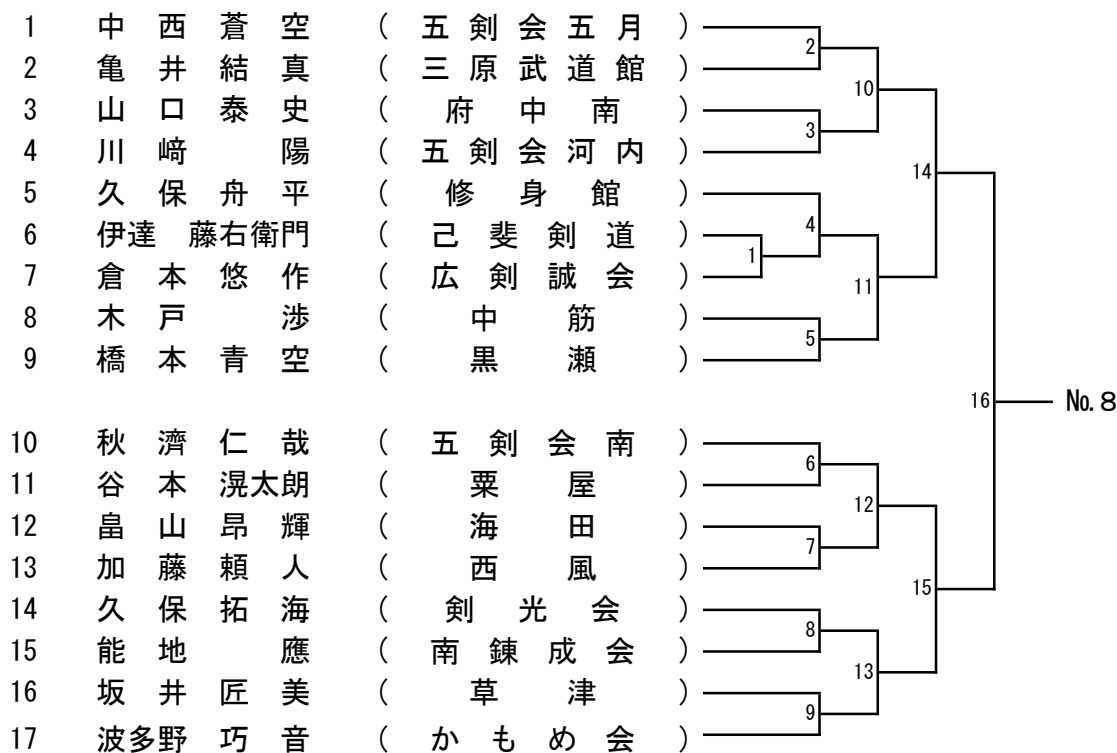 1 中西蒼空 (五剣会五月)
2 亀井結真 (三原武道館)
3 山口泰史 (府中南)
4 川﨑 陽 (五剣会河内)
5 久保舟平 (修身館)
6 伊達 藤右衛門 (己斐剣道)
7 倉本悠作 (広剣誠会)
8 木戸 渉 (中筋)
9 橋本青空 (黒瀬)
10 秋濟仁哉 (五剣会南)
11 谷本滉太朗 (粟屋)
12 畠山昂輝 (海田)
13 加藤頼人 (西風)
14 久保拓海 (剣光会)
15 能地 應 (南錬成会)
16 坂井匠美 (草津)
17 波多野巧音 (かもめ会)
2
10
3
14
4
1
11
5
16 № 8
6
12
7
15
8
13
9